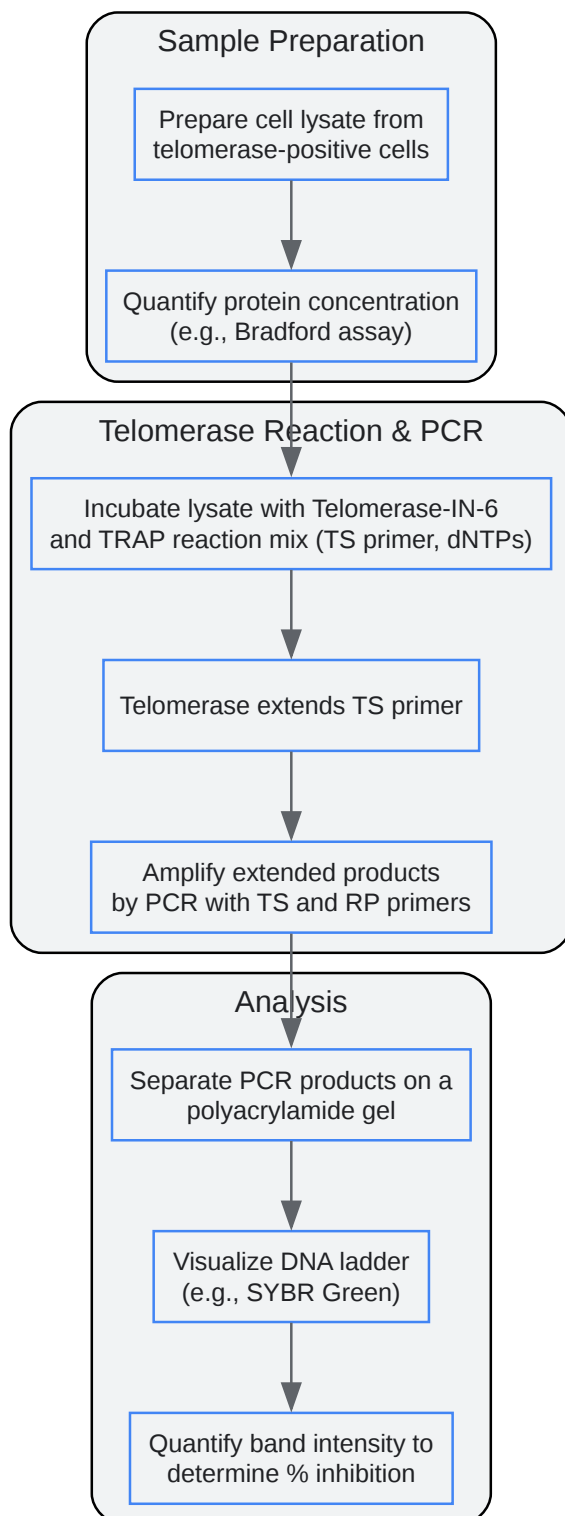 Sample Preparation
Prepare cell lysate from
telomerase-positive cells
Quantify protein concentration
(e.g., Bradford assay)
Telomerase Reaction & PCR
Incubate lysate with Telomerase-IN-6
and TRAP reaction mix (TS primer, dNTPs)
Telomerase extends TS primer
Amplify extended products
by PCR with TS and RP primers
Analysis
Separate PCR products on a
polyacrylamide gel
Visualize DNA ladder
(e.g., SYBR Green)
Quantify band intensity to
determine % inhibition